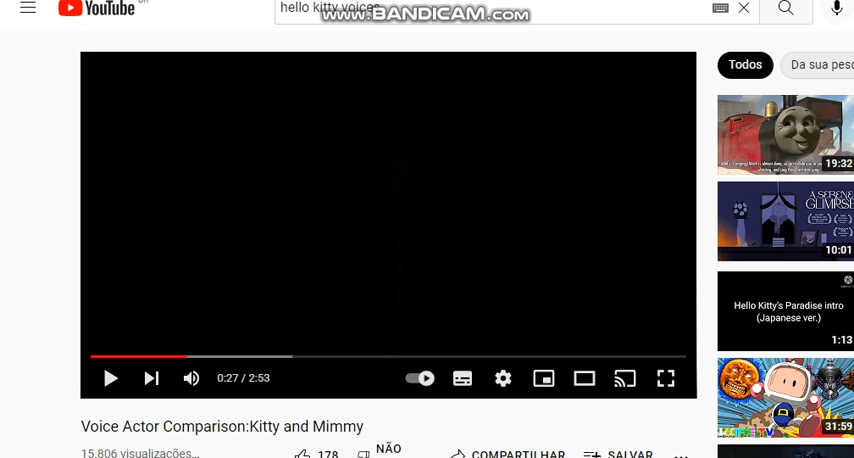 YouTube BR
hello kitty voices
www.BANDICAM.com
Todos
Da sua pesq
19:32
A SERENE
GLIMPSE
10:01
Hello Kitty's Paradise intro
(Japanese ver.)
1:13
31:59
0:27 / 2:53
Voice Actor Comparison:Kitty and Mimmy
15.806 visualizações...
178
NÃO
COMPARTILHAR
SALVAR